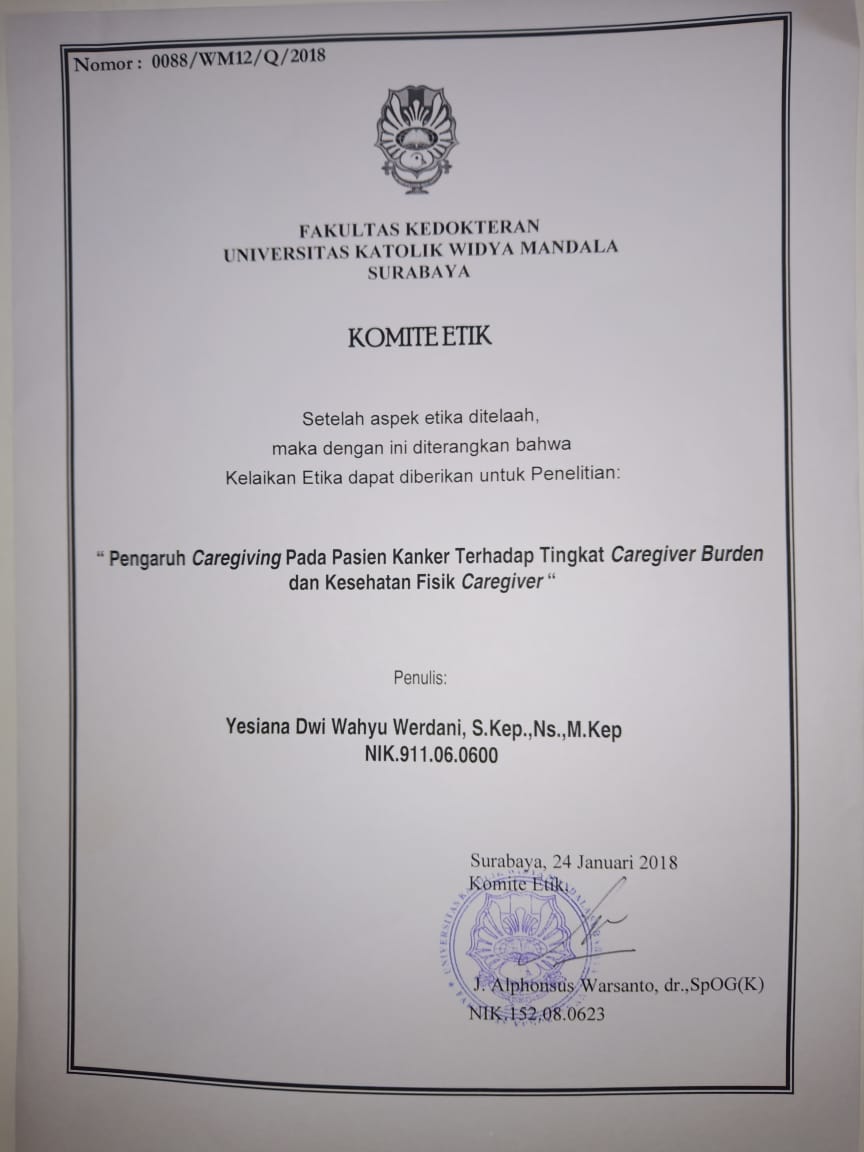 Nomor : 0088/WM12/Q/2018
FAKULTAS KEDOKTERAN
UNIVERSITAS KATOLIK WIDYA MANDALA
SURABAYA
KOMITE ETIK
Setelah aspek etika ditelaah,
maka dengan ini diterangkan bahwa
Kelaikan Etika dapat diberikan untuk Penelitian:
“ Pengaruh Caregiving Pada Pasien Kanker Terhadap Tingkat Caregiver Burden
dan Kesehatan Fisik Caregiver “
Penulis:
Yesiana Dwi Wahyu Werdani, S.Kep.,Ns.,M.Kep
NIK.911.06.0600
Surabaya, 24 Januari 2018
Komite Etik,
J. Alphonsus Warsanto, dr.,SpOG(K)
NIK.152.08.0623